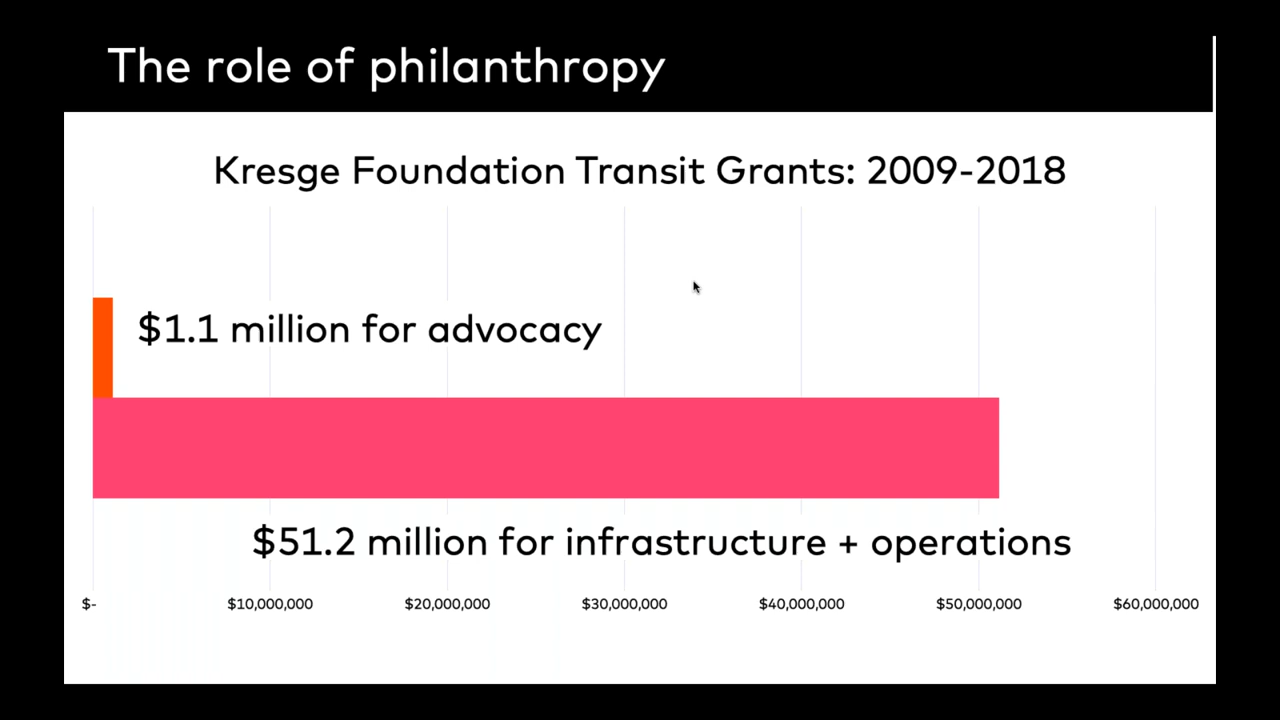 The role of philanthropy
Kresge Foundation Transit Grants: 2009-2018
$1.1 million for advocacy
$51.2 million for infrastructure + operations
$- $10,000,000 $20,000,000 $30,000,000 $40,000,000 $50,000,000 $60,000,000